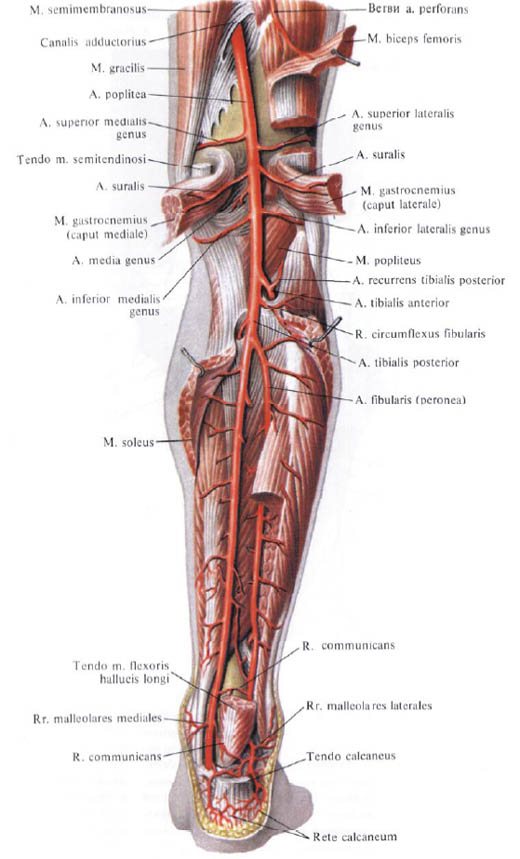 M. semimembranosus
Canalis adductorius
M. gracilis
A. poplitea
A. superior medialis
genus
Tendo m. semitendinosi
A. suralis
M. gastrocnemius
(caput mediale)
A. media genus
A. inferior medialis
genus
M. soleus
Tendo m. flexoris
hallucis longi
Rr. malleolares mediales
R. communicans
Ветви a. perforans
M. biceps femoris
A. superior lateralis
genus
A. suralis
M. gastrocnemius
(caput laterale)
A. inferior lateralis genus
M. popliteus
A. recurrens tibialis posterior
A. tibialis anterior
R. circumflexus fibularis
A. tibialis posterior
A. fibularis (peronea)
R. communicans
Rr. malleolares laterales
Tendo calcaneus
Rete calcaneum